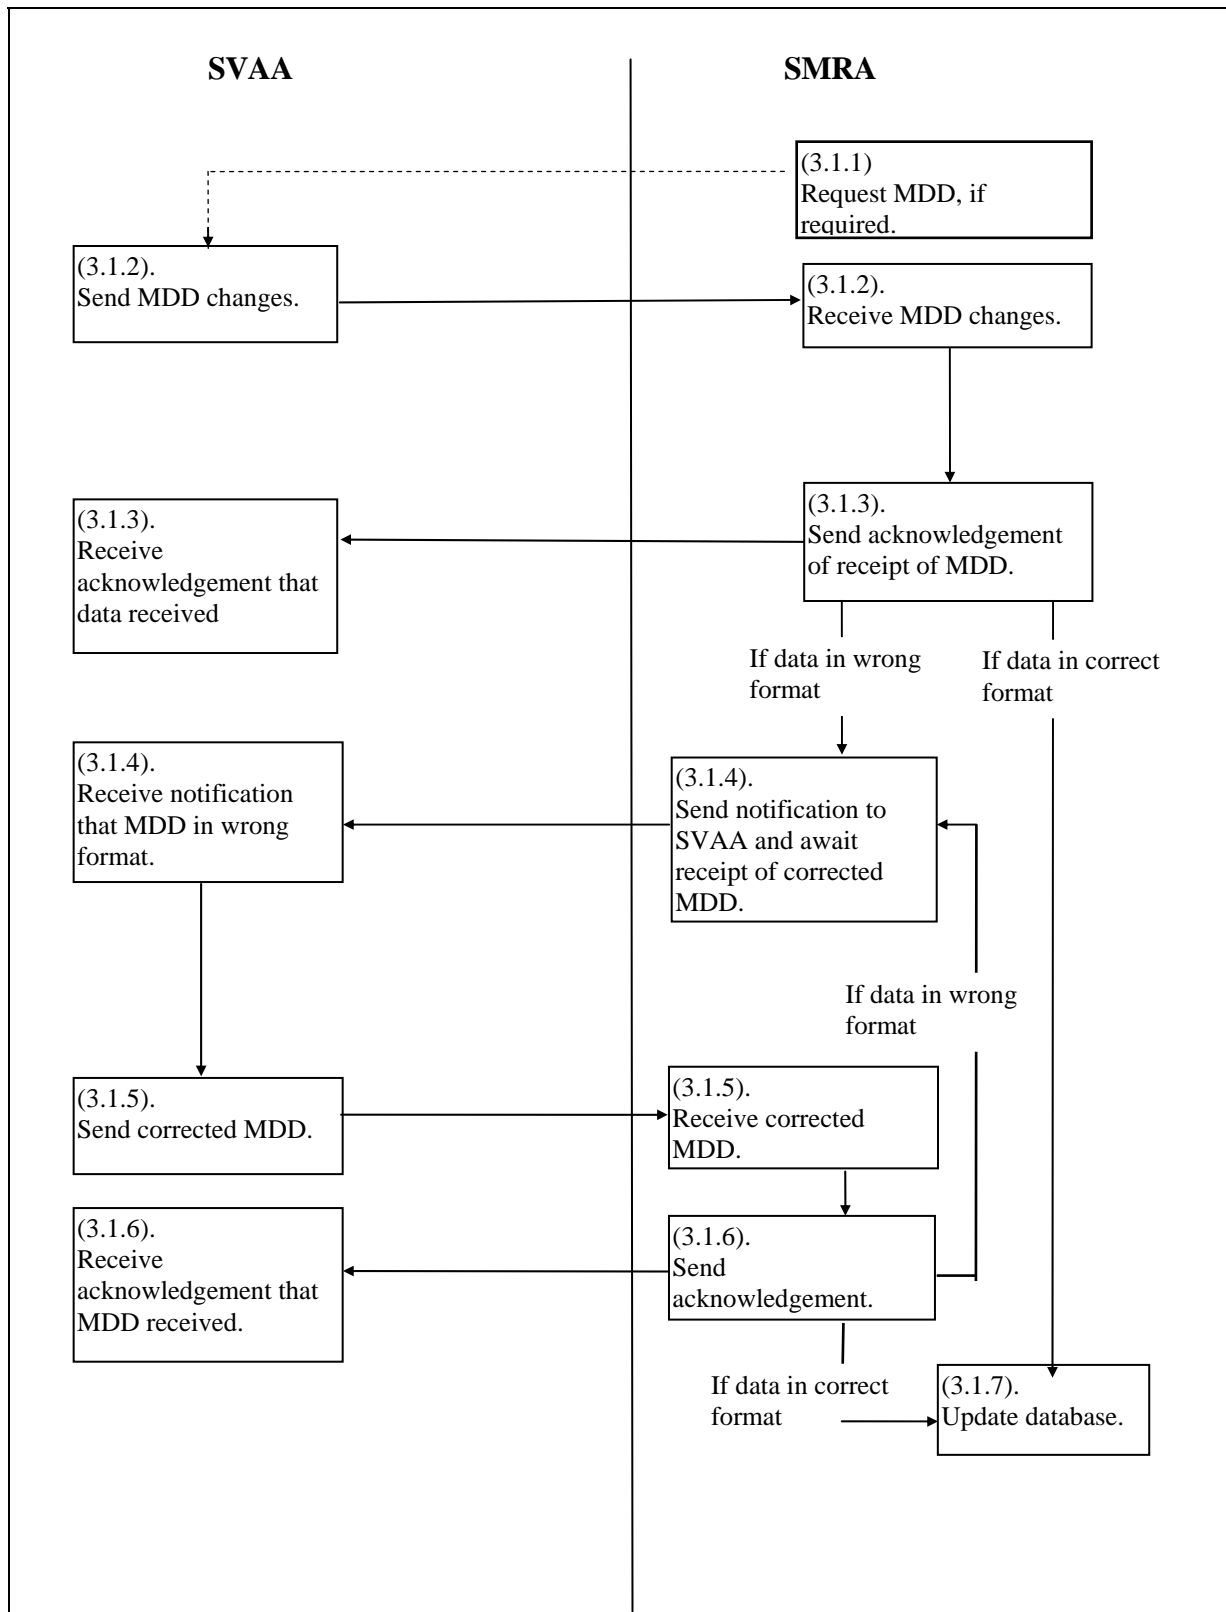 SVAA
SMRA
(3.1.1)
Request MDD, if
required.
(3.1.2).
Send MDD changes.
(3.1.2).
Receive MDD changes.
(3.1.3).
Receive
acknowledgement that
data received
(3.1.3).
Send acknowledgement
of receipt of MDD.
If data in wrong
format
If data in correct
format
(3.1.4).
Receive notification
that MDD in wrong
format.
(3.1.4).
Send notification to
SVAA and await
receipt of corrected
MDD.
If data in wrong
format
(3.1.5).
Send corrected MDD.
(3.1.5).
Receive corrected
MDD.
(3.1.6).
Receive
acknowledgement that
MDD received.
(3.1.6).
Send
acknowledgement.
If data in correct
format
(3.1.7).
Update database.